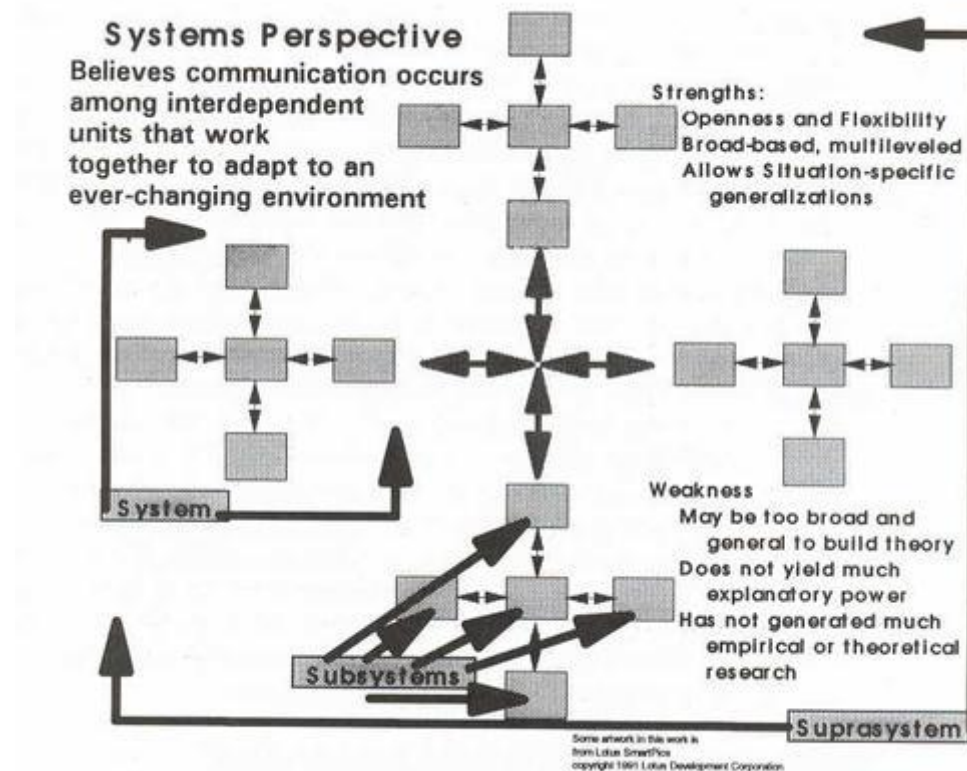 Systems Perspective
Believes communication occurs
among interdependent
units that work
together to adapt to an
ever-changing environment
Strengths:
Openness and Flexibility
Broad-based, multileveled
Allows Situation-specific
generalizations
System
Weakness
May be too broad and
general to build theory
Does not yield much
explanatory power
Has not generated much
empirical or theoretical
research
Subsystems
Suprasystem
Some artwork in this work is
from Lotus SmartPics
copyright 1991 Lotus Development Corporation